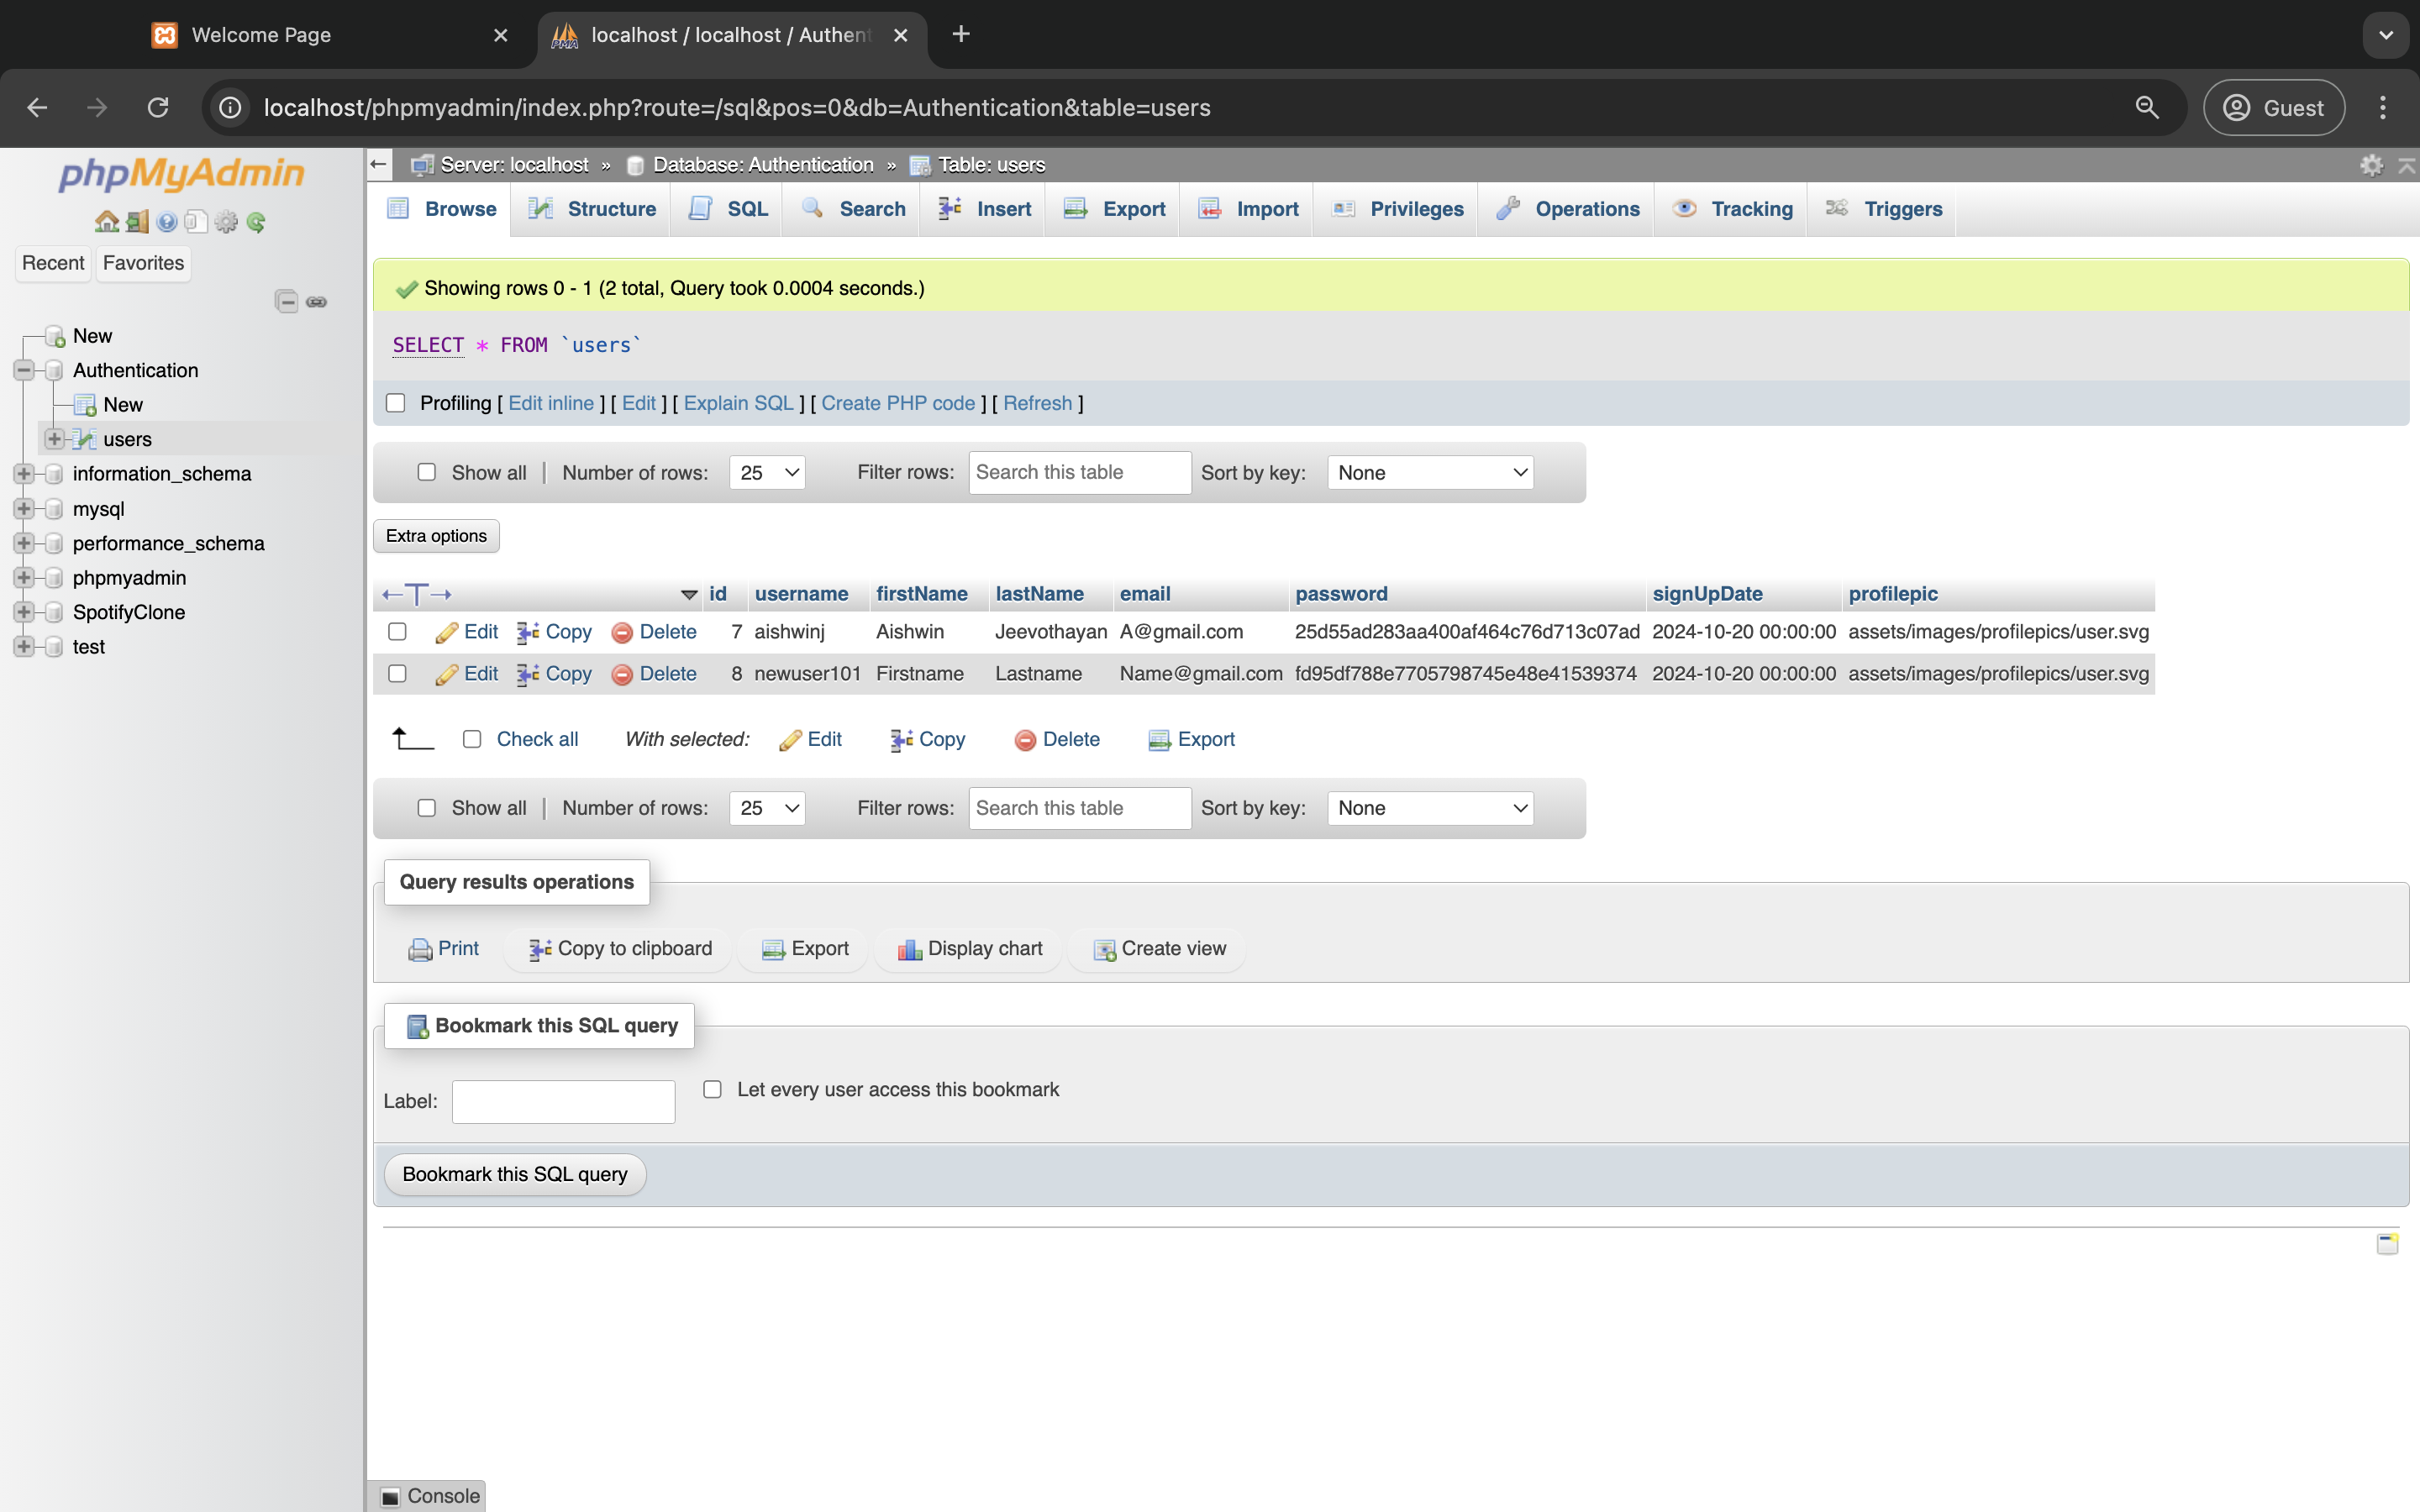 Welcome Page
localhost / localhost / Authent
localhost/phpmyadmin/index.php?route=/sql&pos=0&db=Authentication&table=users
Guest
phpMyAdmin
Recent Favorites
New
Authentication
New
users
information_schema
mysql
performance_schema
phpmyadmin
SpotifyClone
test
Server: localhost » Database: Authentication » Table: users
Browse Structure SQL Search Insert Export Import Privileges Operations Tracking Triggers
Showing rows 0 - 1 (2 total, Query took 0.0004 seconds.)
SELECT * FROM `users`
Profiling [ Edit inline ] [ Edit ] [ Explain SQL ] [ Create PHP code ] [ Refresh ]
Show all | Number of rows: 25 Filter rows: Search this table Sort by key: None
Extra options
id username firstName lastName email password signUpDate profilepic
Edit Copy Delete 7 aishwinj Aishwin Jeevothayan A@gmail.com 25d55ad283aa400af464c76d713c07ad 2024-10-20 00:00:00 assets/images/profilepics/user.svg
Edit Copy Delete 8 newuser101 Firstname Lastname Name@gmail.com fd95df788e7705798745e48e41539374 2024-10-20 00:00:00 assets/images/profilepics/user.svg
Check all With selected: Edit Copy Delete Export
Show all | Number of rows: 25 Filter rows: Search this table Sort by key: None
Query results operations
Print Copy to clipboard Export Display chart Create view
Bookmark this SQL query
Label: Let every user access this bookmark
Bookmark this SQL query
Console